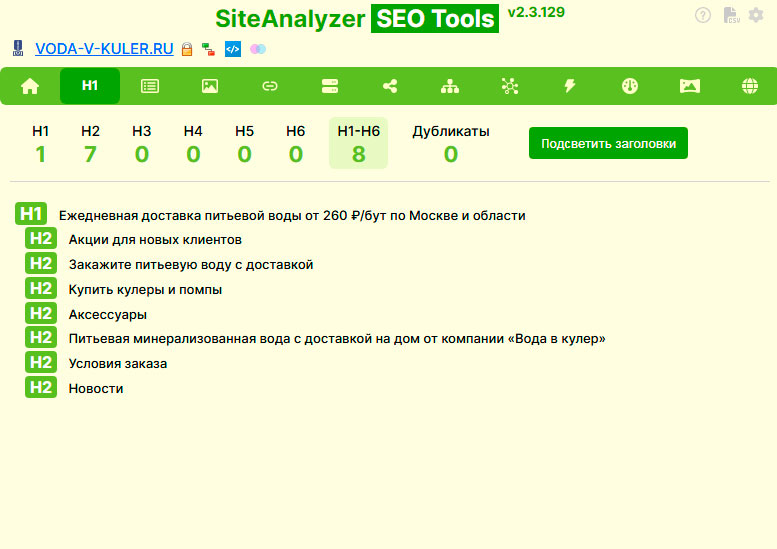 SiteAnalyzer SEO Tools v2.3.129
CSV
VODA-V-KULER.RU
H1
H1 H2 H3 H4 H5 H6 H1-H6 Дубликаты
1 7 0 0 0 0 8 0
Подсветить заголовки
H1 Ежедневная доставка питьевой воды от 260 ₽/бут по Москве и области
H2 Акции для новых клиентов
H2 Закажите питьевую воду с доставкой
H2 Купить кулеры и помпы
H2 Аксессуары
H2 Питьевая минерализованная вода с доставкой на дом от компании «Вода в кулер»
H2 Условия заказа
H2 Новости